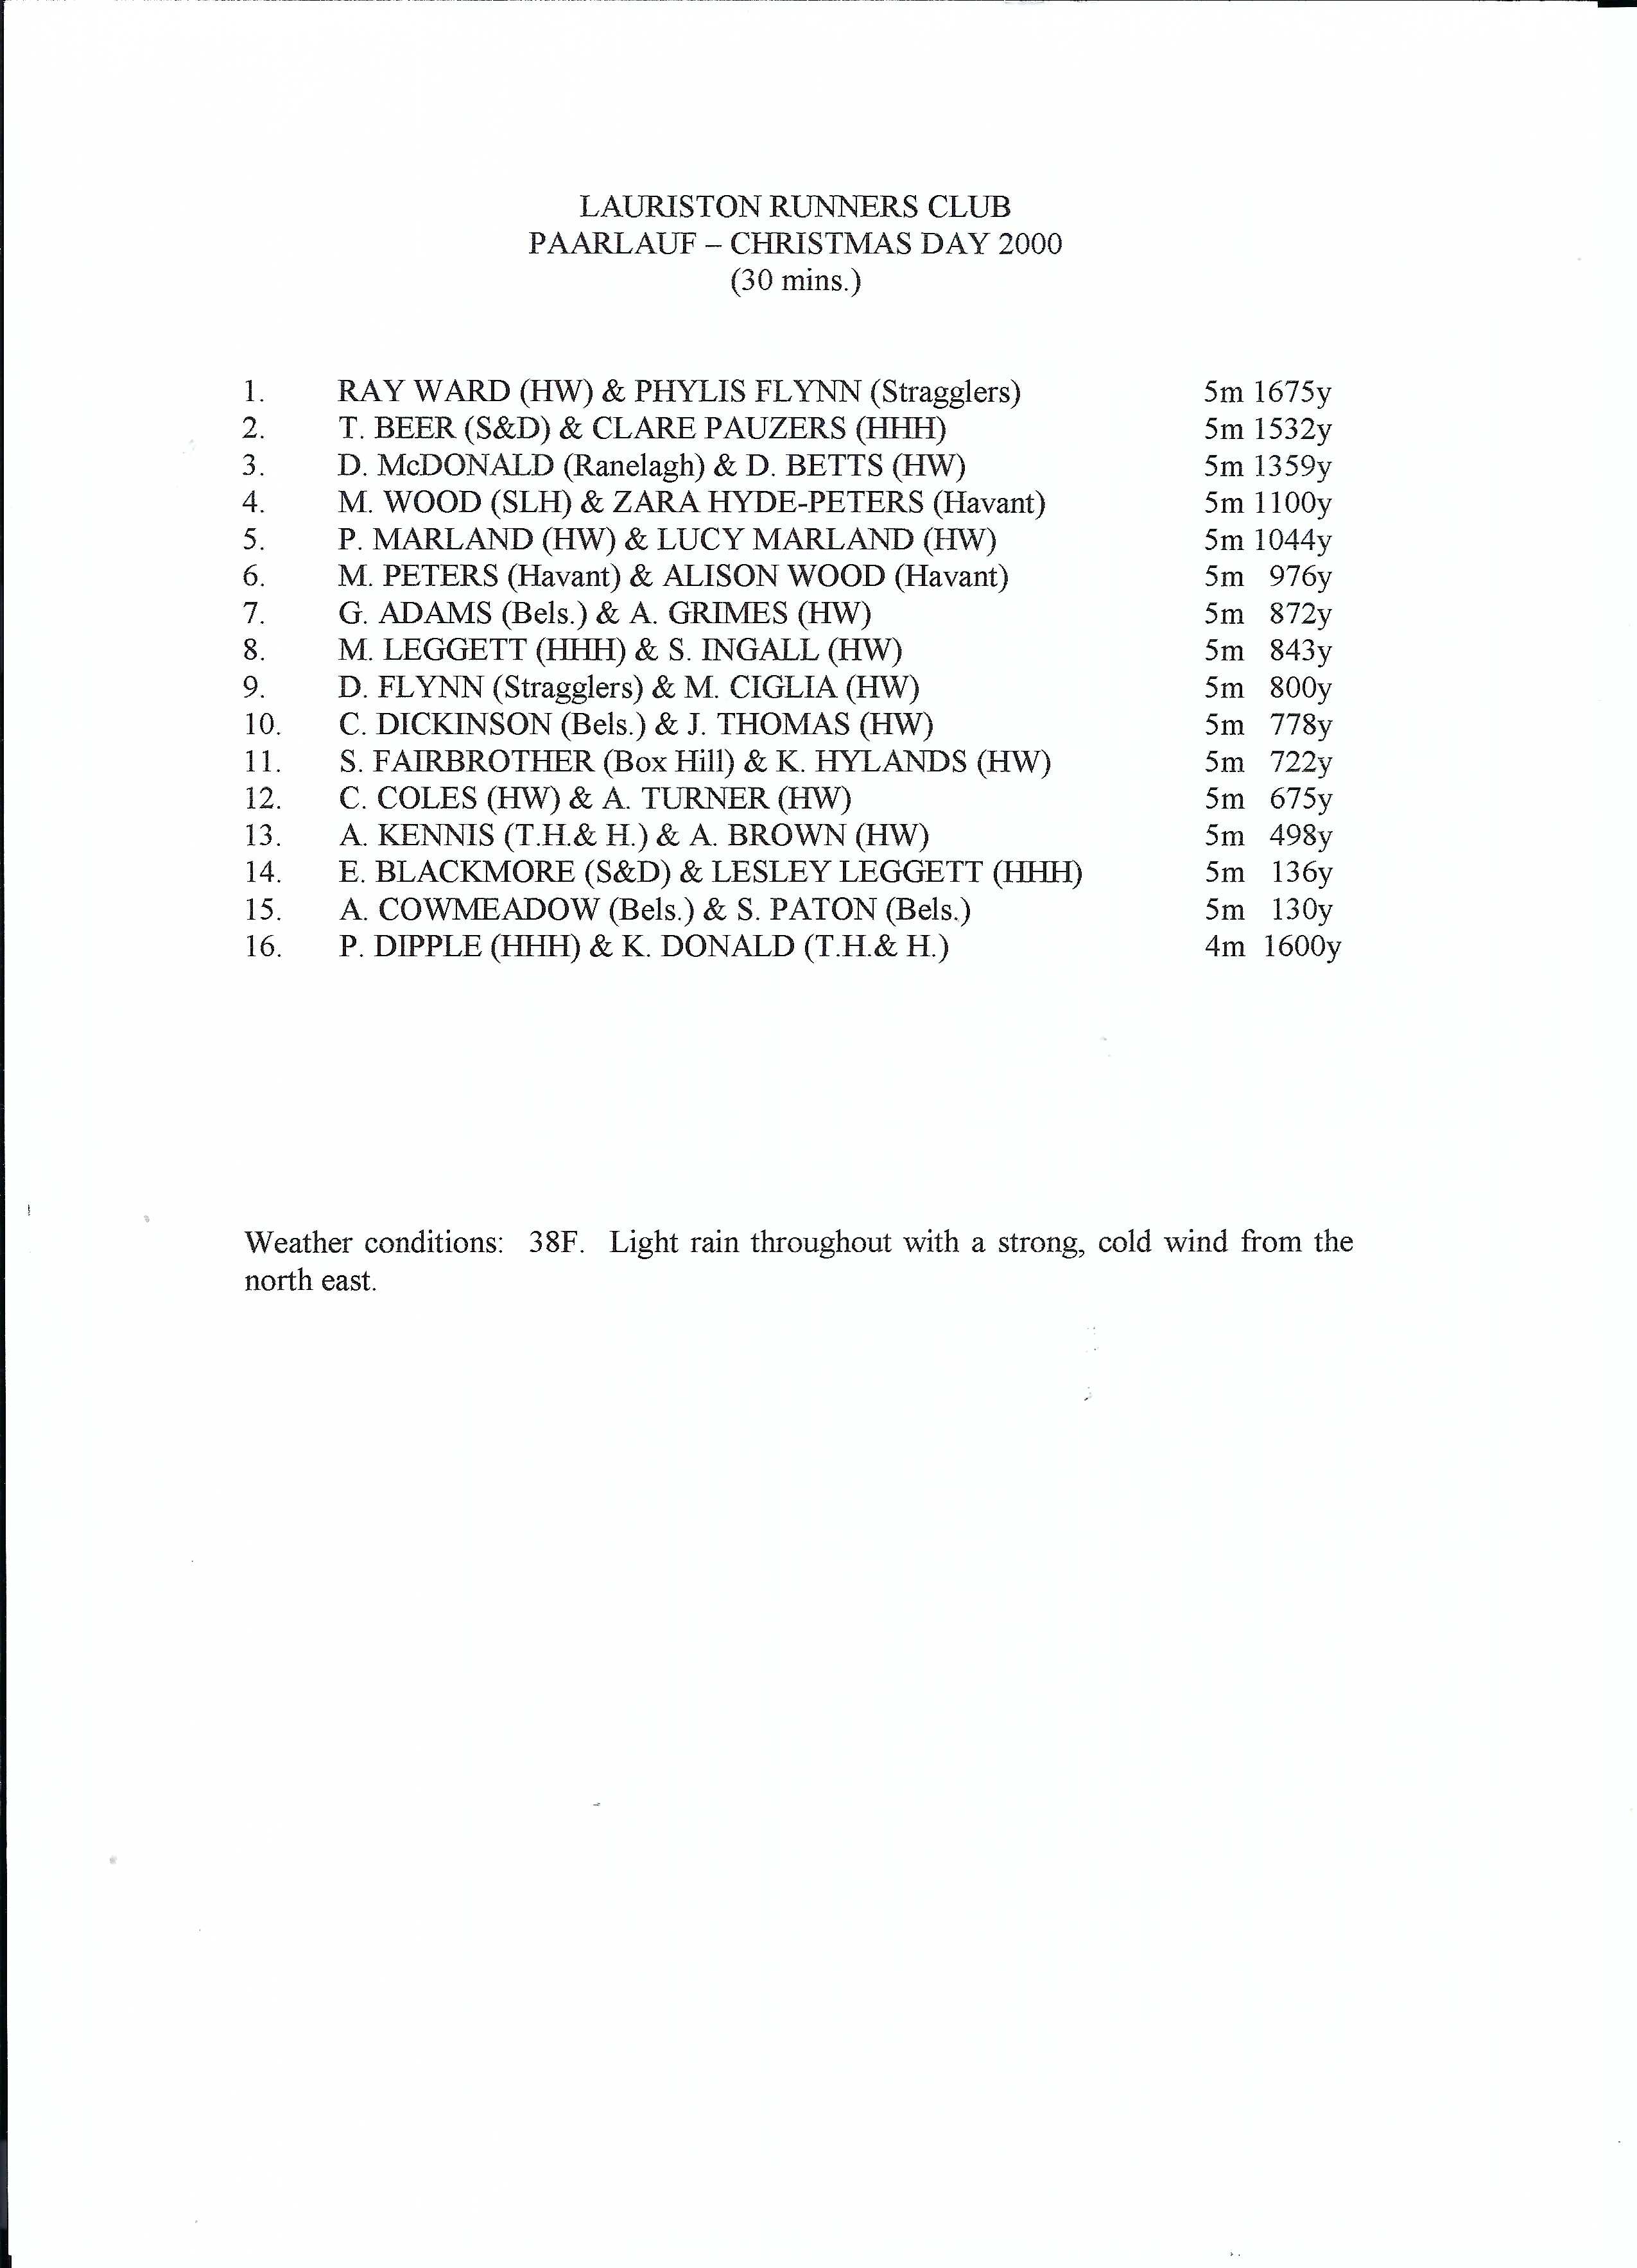 LAURISTON RUNNERS CLUB
PAARLAUF – CHRISTMAS DAY 2000
(30 mins.)
1. RAY WARD (HW) & PHYLIS FLYNN (Stragglers) 5m 1675y
2. T. BEER (S&D) & CLARE PAUZERS (HHH) 5m 1532y
3. D. McDONALD (Ranelagh) & D. BETTS (HW) 5m 1359y
4. M. WOOD (SLH) & ZARA HYDE-PETERS (Havant) 5m 1100y
5. P. MARLAND (HW) & LUCY MARLAND (HW) 5m 1044y
6. M. PETERS (Havant) & ALISON WOOD (Havant) 5m 976y
7. G. ADAMS (Bels.) & A. GRIMES (HW) 5m 872y
8. M. LEGGETT (HHH) & S. INGALL (HW) 5m 843y
9. D. FLYNN (Stragglers) & M. CIGLIA (HW) 5m 800y
10. C. DICKINSON (Bels.) & J. THOMAS (HW) 5m 778y
11. S. FAIRBROTHER (Box Hill) & K. HYLANDS (HW) 5m 722y
12. C. COLES (HW) & A. TURNER (HW) 5m 675y
13. A. KENNIS (T.H.& H.) & A. BROWN (HW) 5m 498y
14. E. BLACKMORE (S&D) & LESLEY LEGGETT (HHH) 5m 136y
15. A. COWMEADOW (Bels.) & S. PATON (Bels.) 5m 130y
16. P. DIPPLE (HHH) & K. DONALD (T.H.& H.) 4m 1600y
Weather conditions: 38F. Light rain throughout with a strong, cold wind from the
north east.